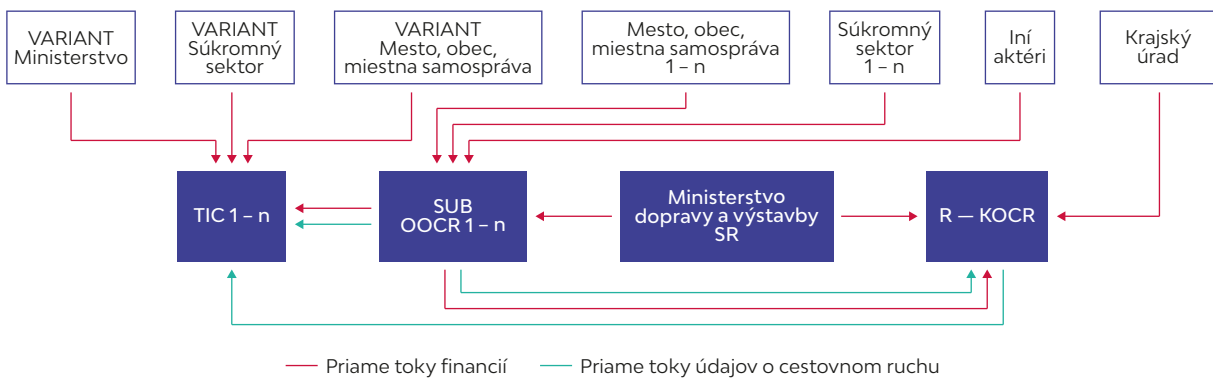 VARIANT
Ministerstvo
VARIANT
Súkromný
sektor
VARIANT
Mesto, obec,
miestna samospráva
Mesto, obec,
miestna samospráva
1 – n
Súkromný
sektor
1 – n
Iní
aktéri
Krajský
úrad
TIC 1 – n
SUB
OOCR 1 – n
Ministerstvo
dopravy a výstavby
SR
R — KOCR
Priame toky financií
Priame toky údajov o cestovnom ruchu